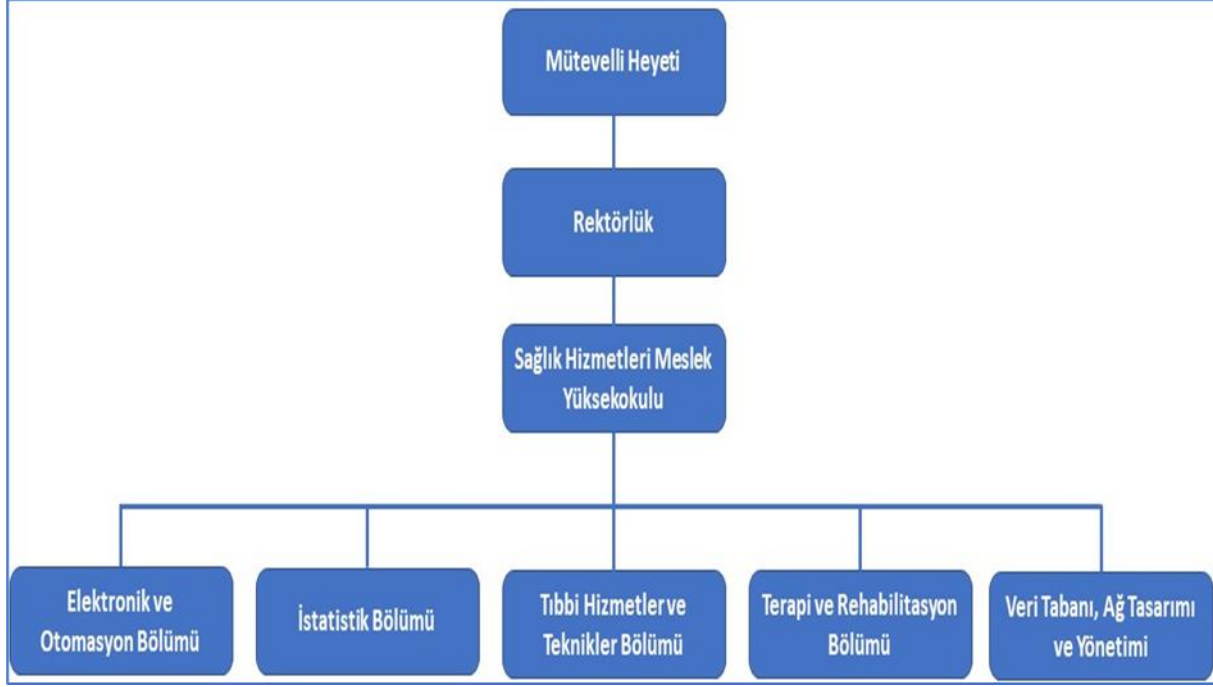 Mütevelli Heyeti
Rektörlük
Sağlık Hizmetleri Meslek
Yüksekokulu
Elektronik ve
Otomasyon Bölümü
İstatistik Bölümü
Tıbbi Hizmetler ve
Teknikler Bölümü
Terapi ve Rehabilitasyon
Bölümü
Veri Tabanı, Ağ Tasarımı
ve Yönetimi